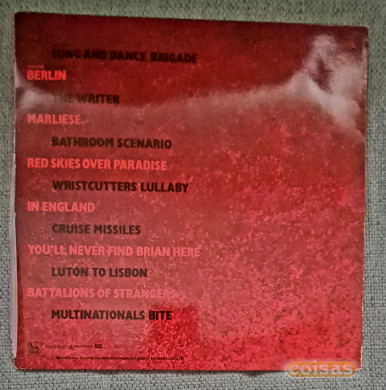 SONG AND DANCE BRIGADE
BERLIN
THE WRITER
MARLIESE
BATHROOM SCENARIO
RED SKIES OVER PARADISE
WRISTCUTTERS LULLABY
IN ENGLAND
CRUISE MISSILES
YOU'LL NEVER FIND BRIAN HERE
LUTON TO LISBON
BATTALIONS OF STRANGERS
MULTINATIONALS BITE
coisas